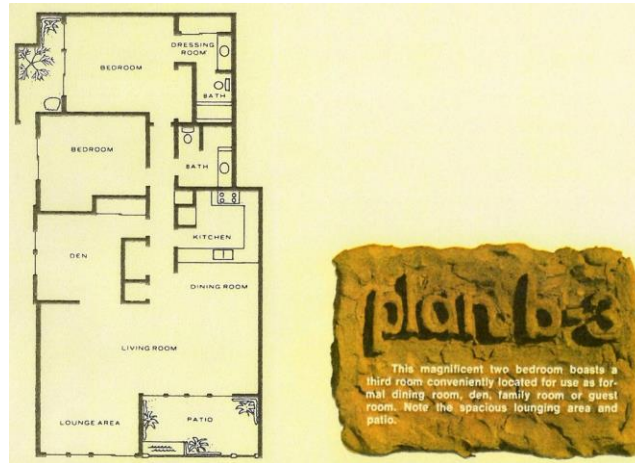 DRESSING
ROOM
BEDROOM
BATH
BEDROOM
BATH
KITCHEN
DEN
DINING ROOM
LIVING ROOM
LOUNGE AREA
PATIO
plan b-3
This magnificent two bedroom boasts a
third room conveniently located for use as for-
mal dining room, den, family room or guest
room. Note the spacious lounging area and
patio.